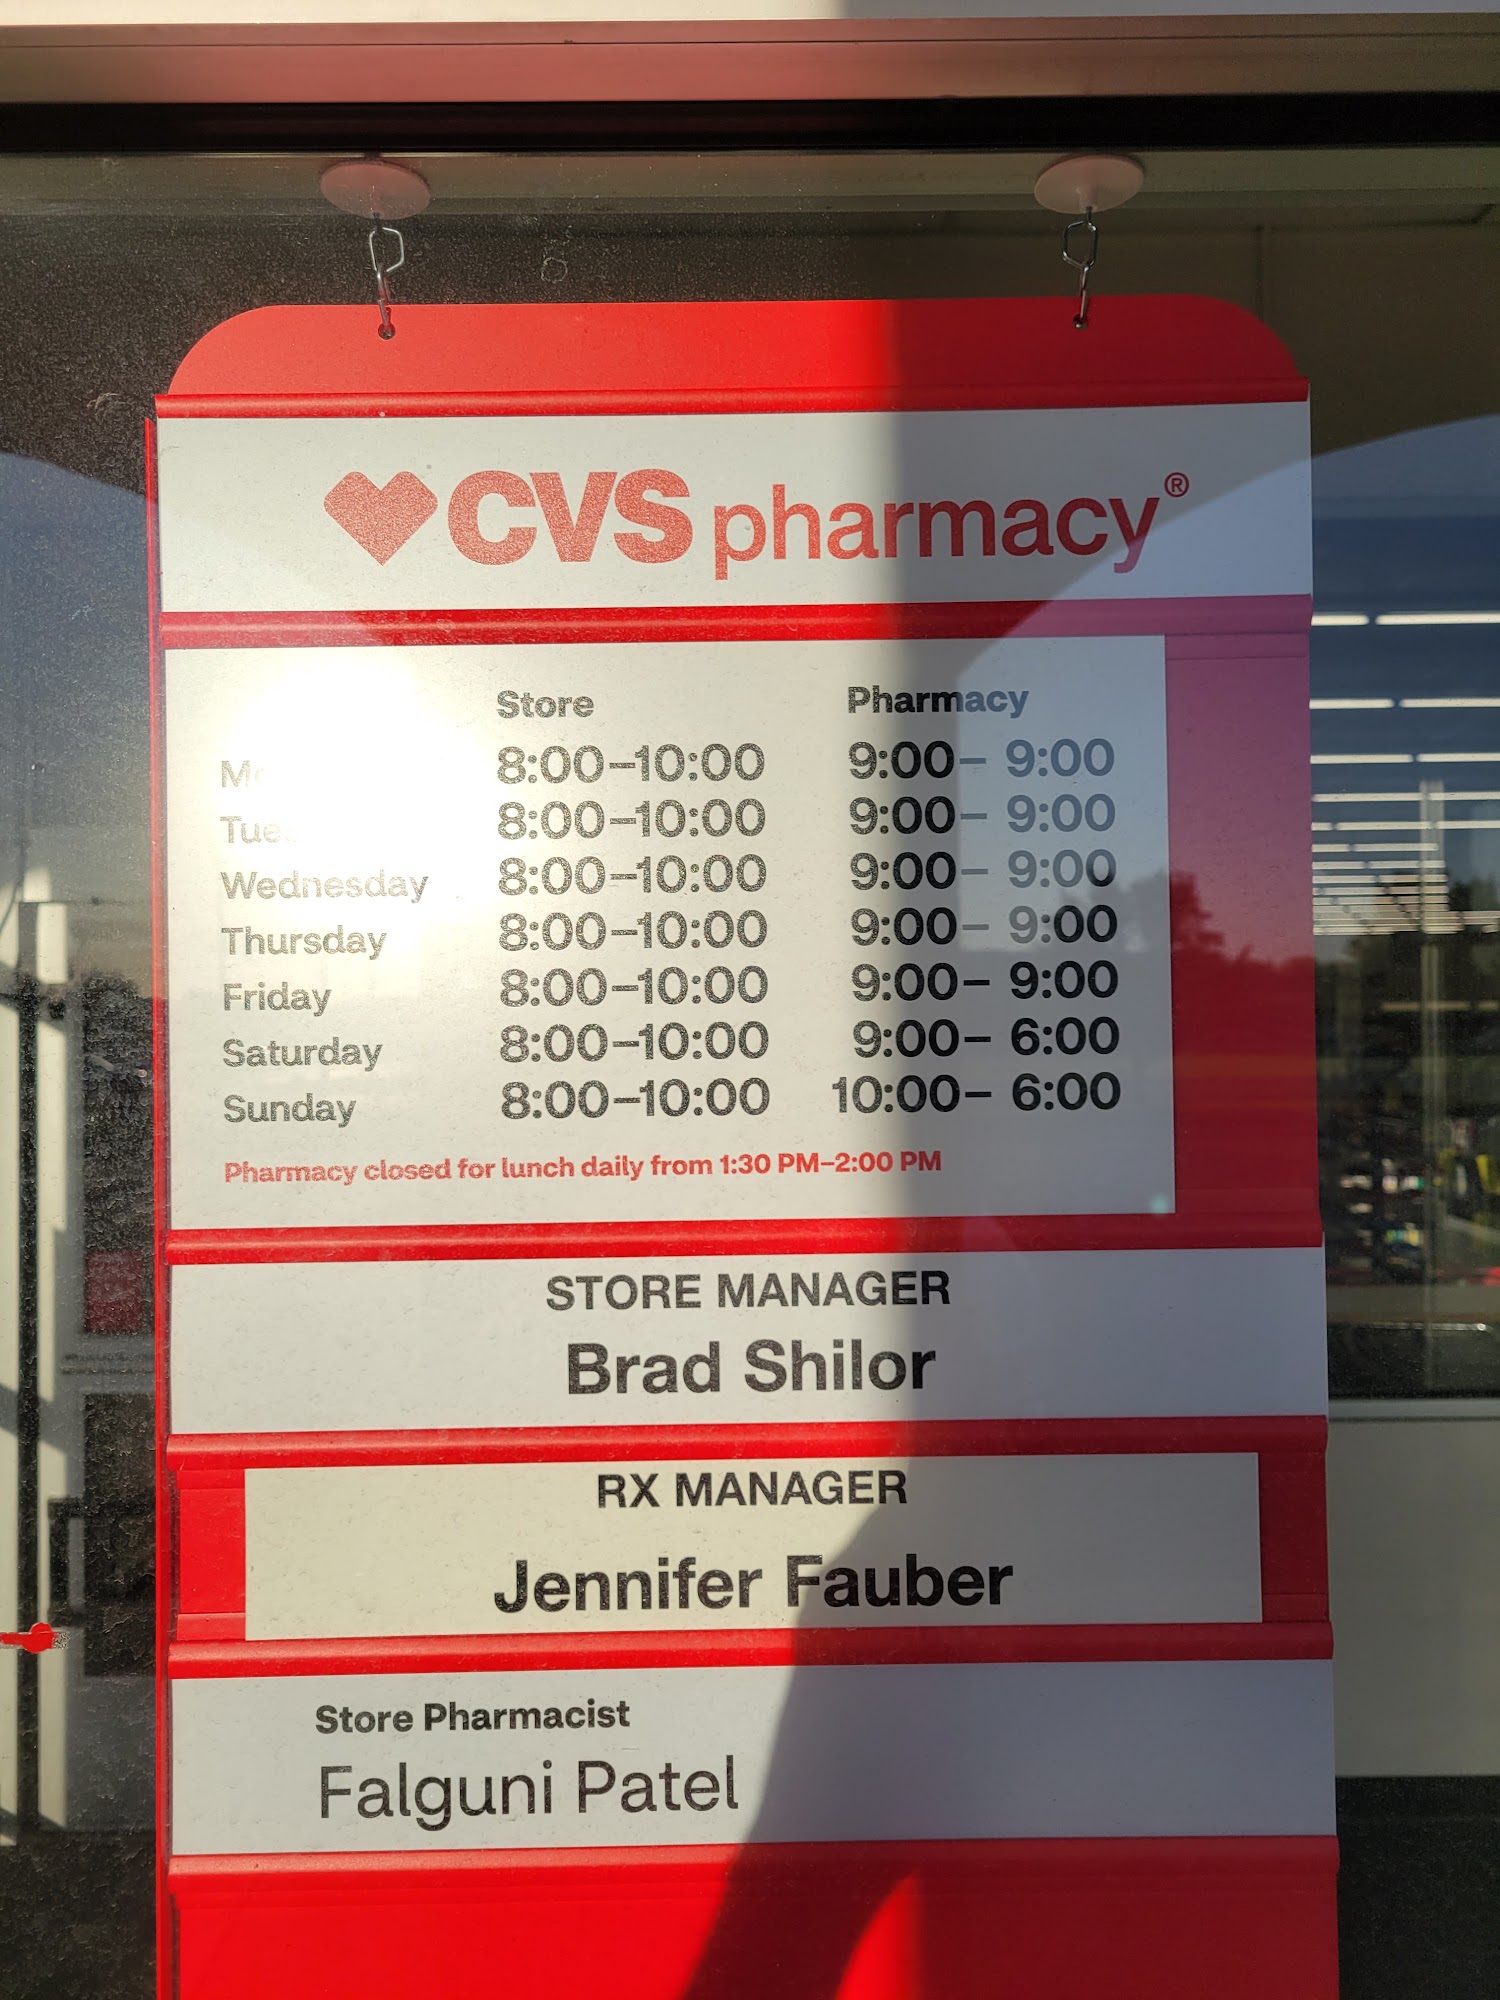 CVS pharmacy®
Store Pharmacy
8:00–10:00 9:00– 9:00
8:00–10:00 9:00– 9:00
Wednesday 8:00–10:00 9:00– 9:00
Thursday 8:00–10:00 9:00– 9:00
Friday 8:00–10:00 9:00– 9:00
Saturday 8:00–10:00 9:00– 6:00
Sunday 8:00–10:00 10:00– 6:00
Pharmacy closed for lunch daily from 1:30 PM–2:00 PM
STORE MANAGER
Brad Shilor
RX MANAGER
Jennifer Fauber
Store Pharmacist
Falguni Patel